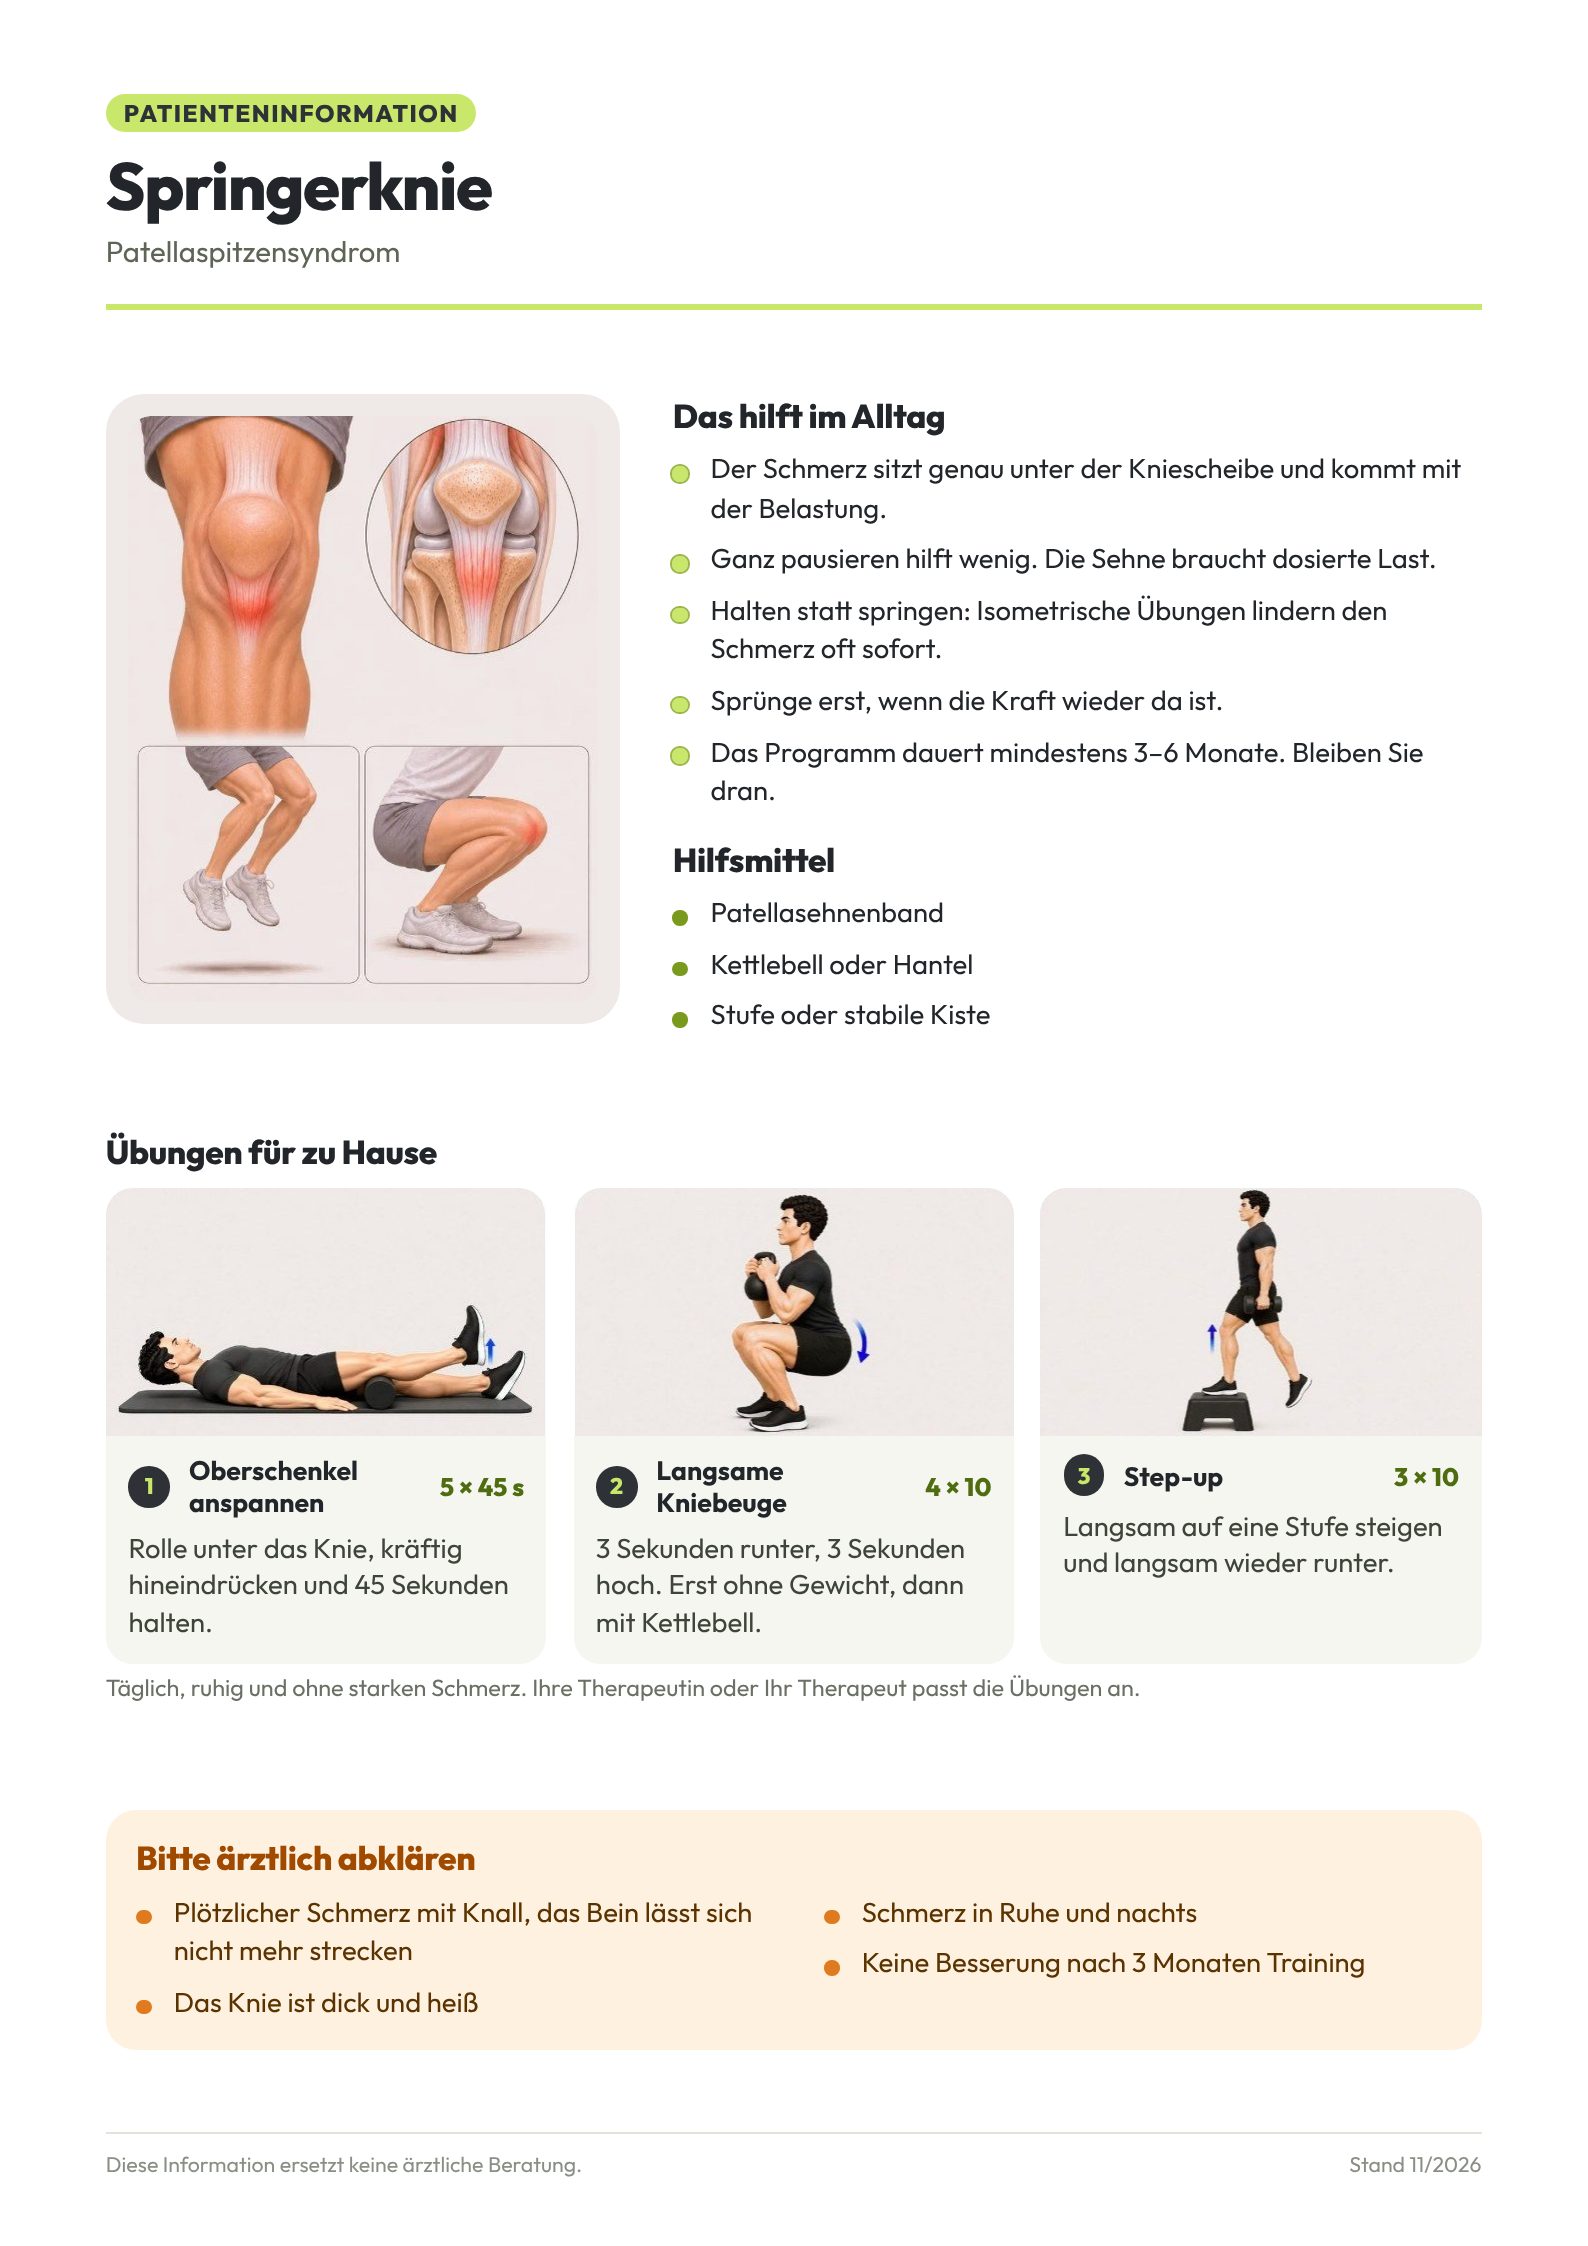 PATIENTENINFORMATION
Springerknie
Patellaspitzensyndrom
Das hilft im Alltag
Der Schmerz sitzt genau unter der Kniescheibe und kommt mit
der Belastung.
Ganz pausieren hilft wenig. Die Sehne braucht dosierte Last.
Halten statt springen: Isometrische Übungen lindern den
Schmerz oft sofort.
Sprünge erst, wenn die Kraft wieder da ist.
Das Programm dauert mindestens 3–6 Monate. Bleiben Sie
dran.
Hilfsmittel
Patellasehnenband
Kettlebell oder Hantel
Stufe oder stabile Kiste
Übungen für zu Hause
1 Oberschenkel
anspannen
5 × 45 s
Rolle unter das Knie, kräftig
hineindrücken und 45 Sekunden
halten.
2 Langsame
Kniebeuge
4 × 10
3 Sekunden runter, 3 Sekunden
hoch. Erst ohne Gewicht, dann
mit Kettlebell.
3 Step-up 3 × 10
Langsam auf eine Stufe steigen
und langsam wieder runter.
Täglich, ruhig und ohne starken Schmerz. Ihre Therapeutin oder Ihr Therapeut passt die Übungen an.
Bitte ärztlich abklären
Plötzlicher Schmerz mit Knall, das Bein lässt sich
nicht mehr strecken
Das Knie ist dick und heiß
Schmerz in Ruhe und nachts
Keine Besserung nach 3 Monaten Training
Diese Information ersetzt keine ärztliche Beratung.
Stand 11/2026